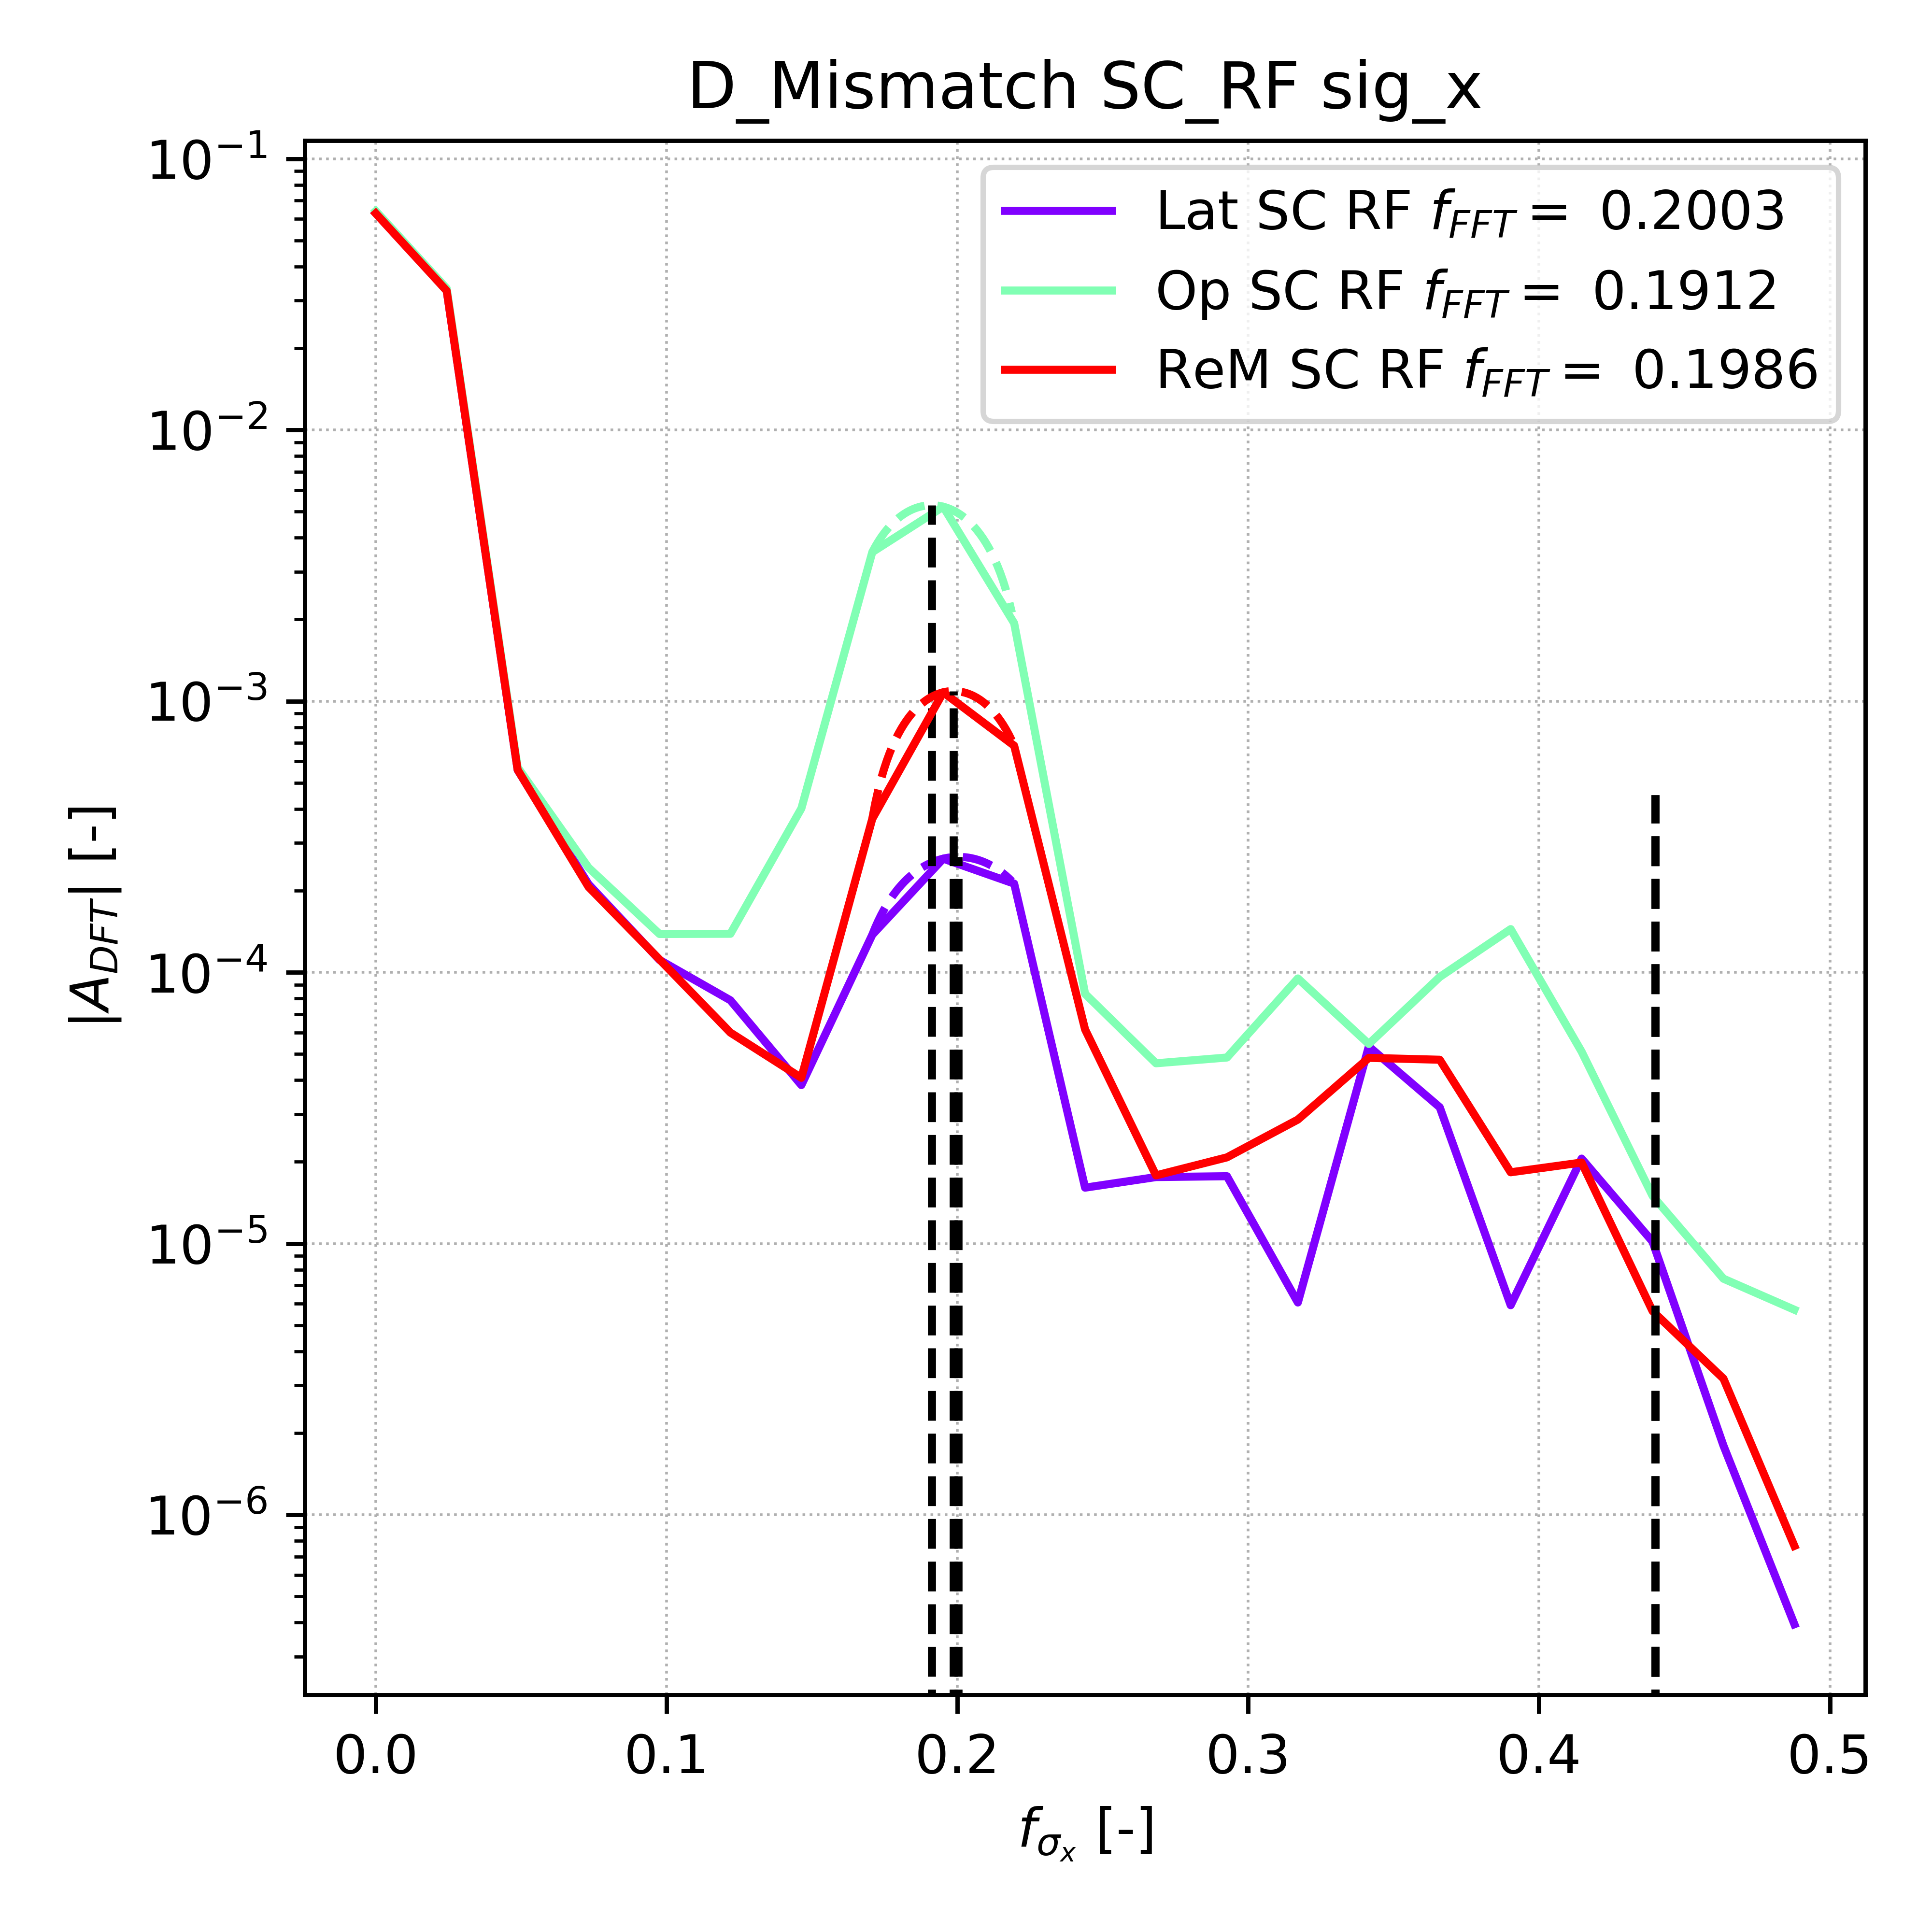 D_Mismatch SC_RF sig_x
10⁻¹
10⁻²
10⁻³
10⁻⁴
10⁻⁵
10⁻⁶
|A_DFT| [-]
Lat SC RF f_FFT = 0.2003
Op SC RF f_FFT = 0.1912
ReM SC RF f_FFT = 0.1986
0.0 0.1 0.2 0.3 0.4 0.5
f_σₓ [-]